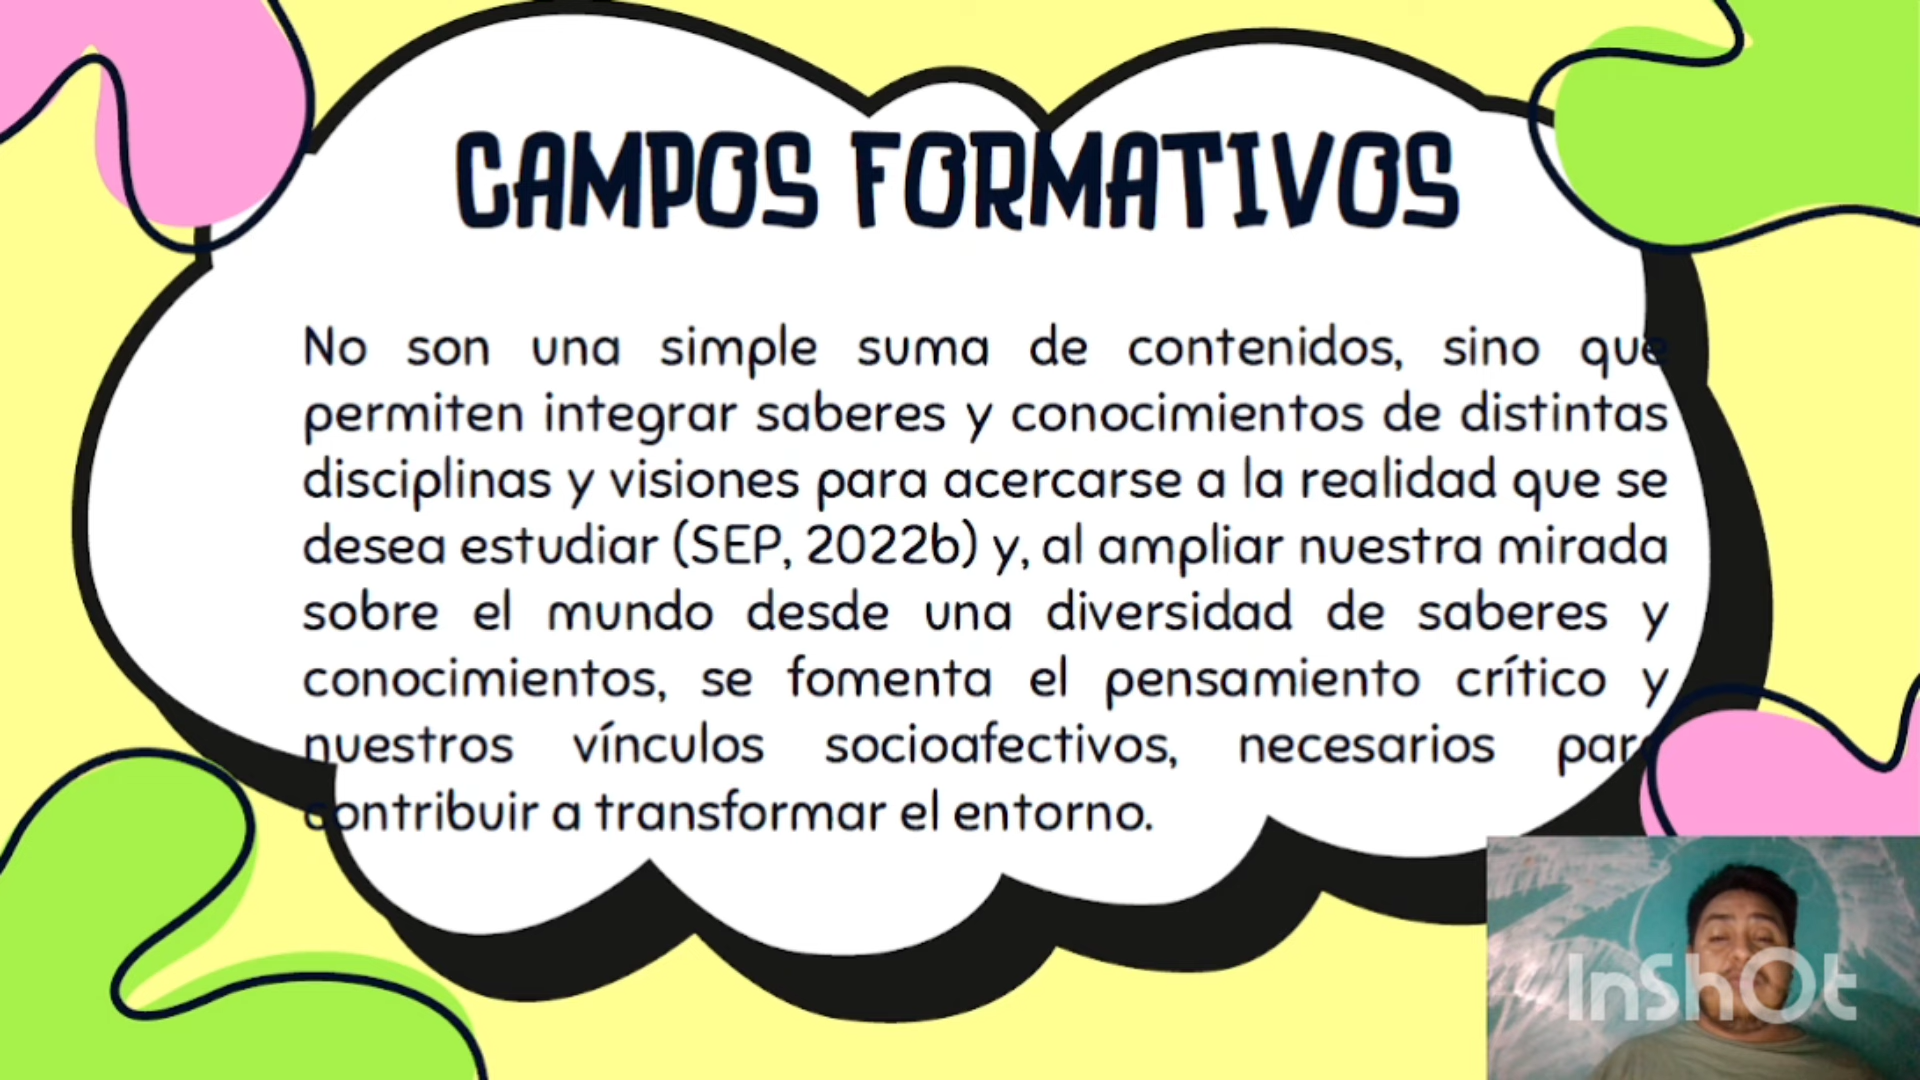 CAMPOS FORMATIVOS
No son una simple suma de contenidos, sino que
permiten integrar saberes y conocimientos de distintas
disciplinas y visiones para acercarse a la realidad que se
desea estudiar (SEP, 2022b) y, al ampliar nuestra mirada
sobre el mundo desde una diversidad de saberes y
conocimientos, se fomenta el pensamiento crítico y
nuestros vínculos socioafectivos, necesarios para
contribuir a transformar el entorno.
InShOt